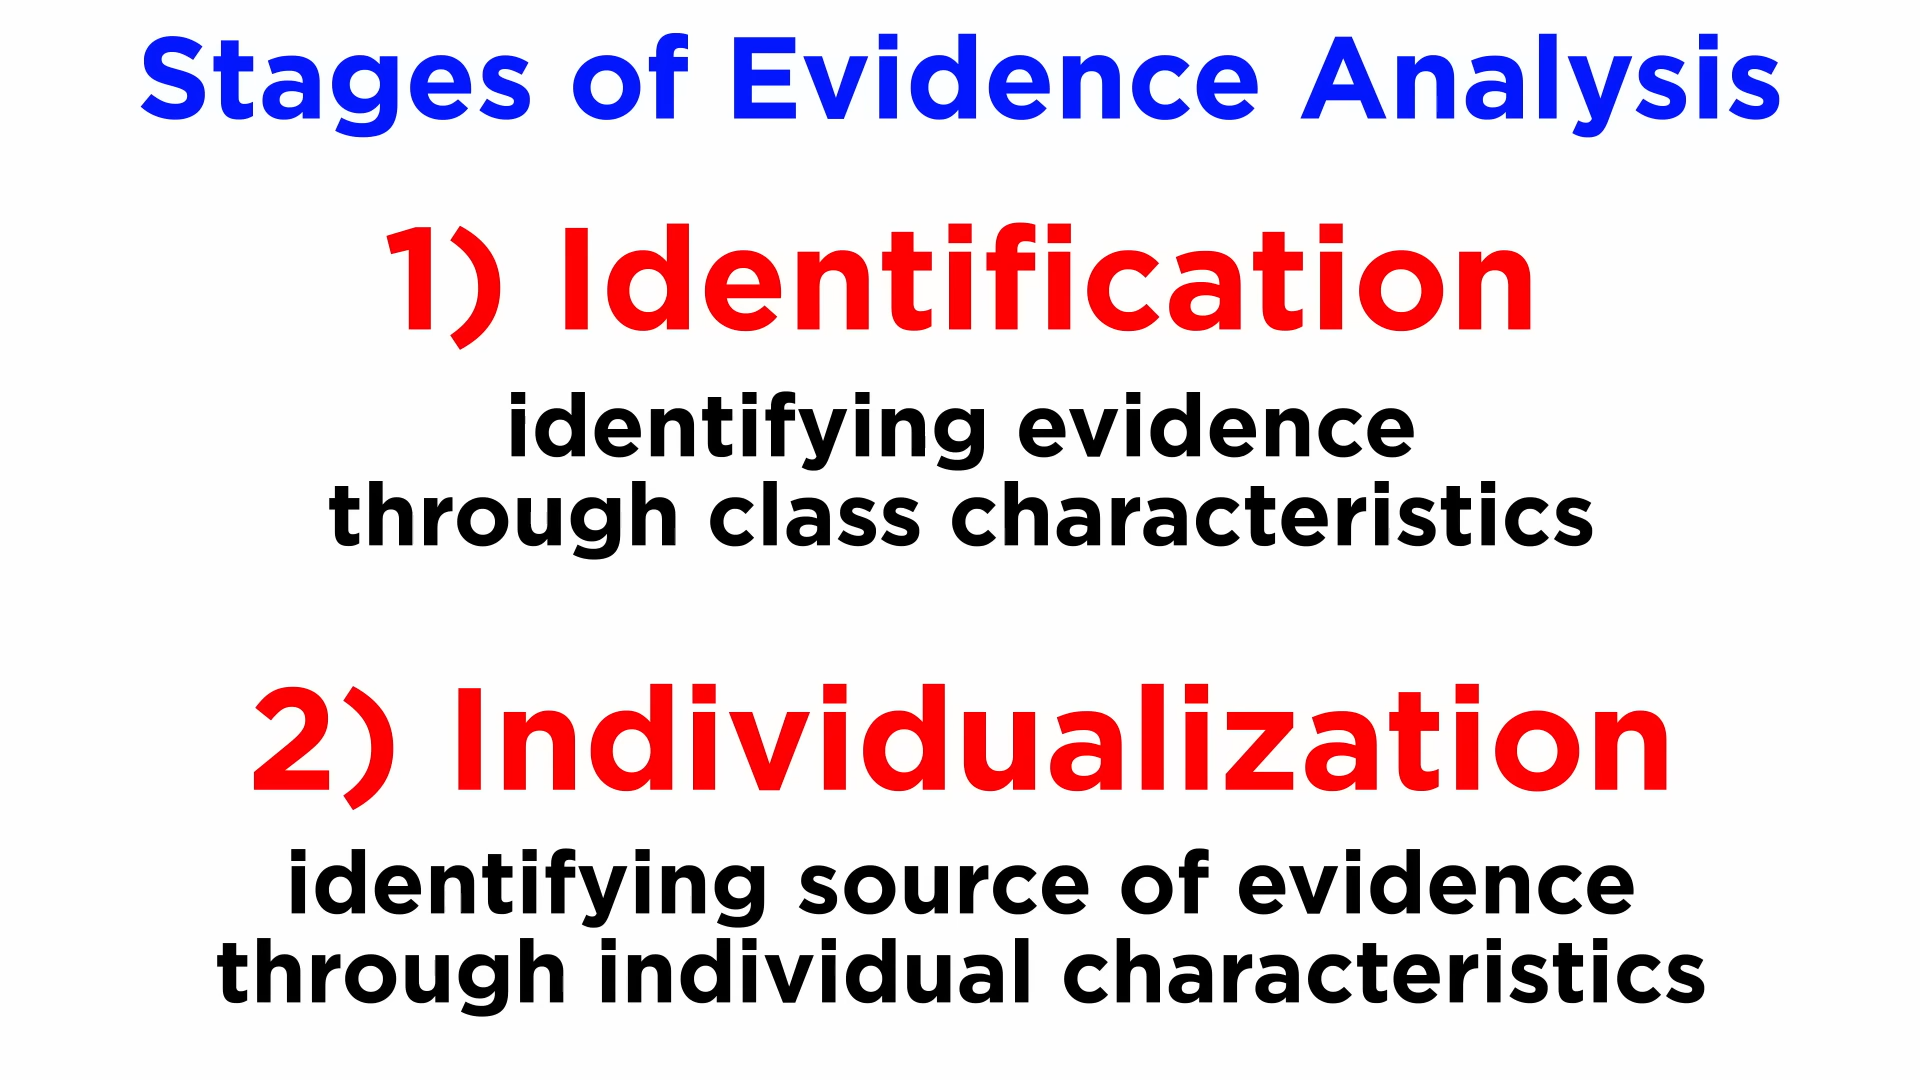 Stages of Evidence Analysis
1) Identification
identifying evidence
through class characteristics
2) Individualization
identifying source of evidence
through individual characteristics